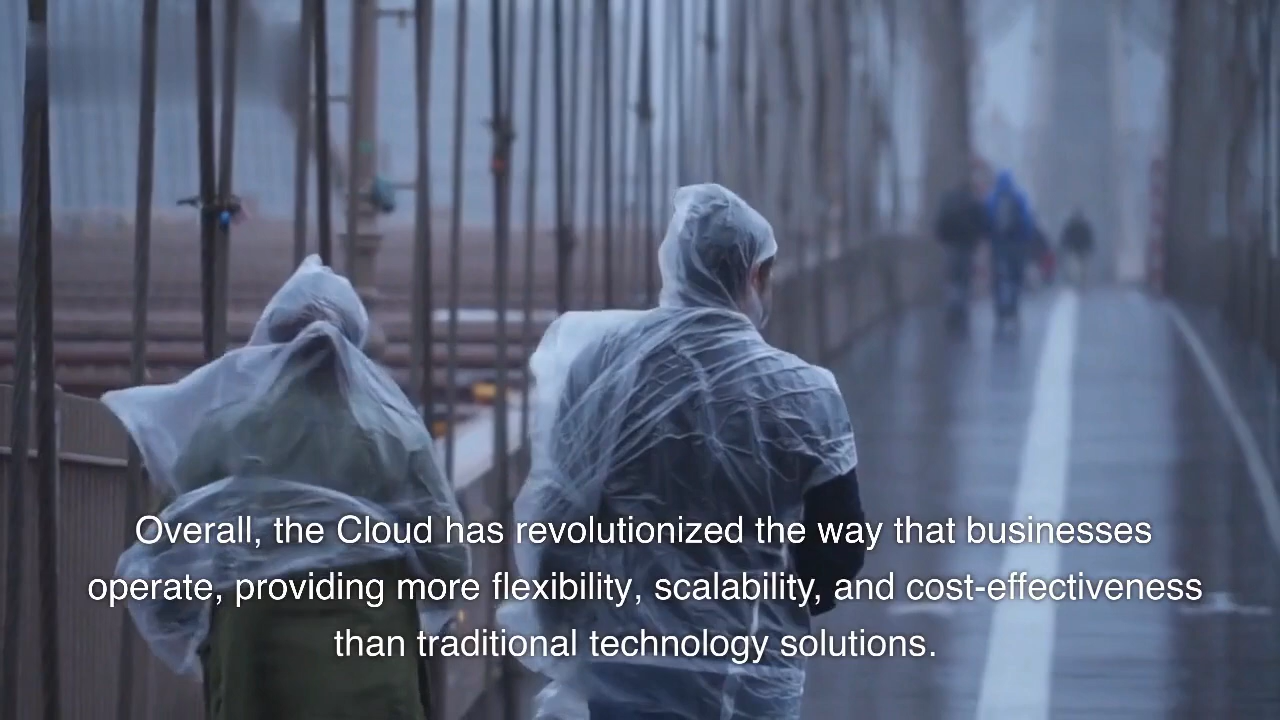 Overall, the Cloud has revolutionized the way that businesses
operate, providing more flexibility, scalability, and cost-effectiveness
than traditional technology solutions.